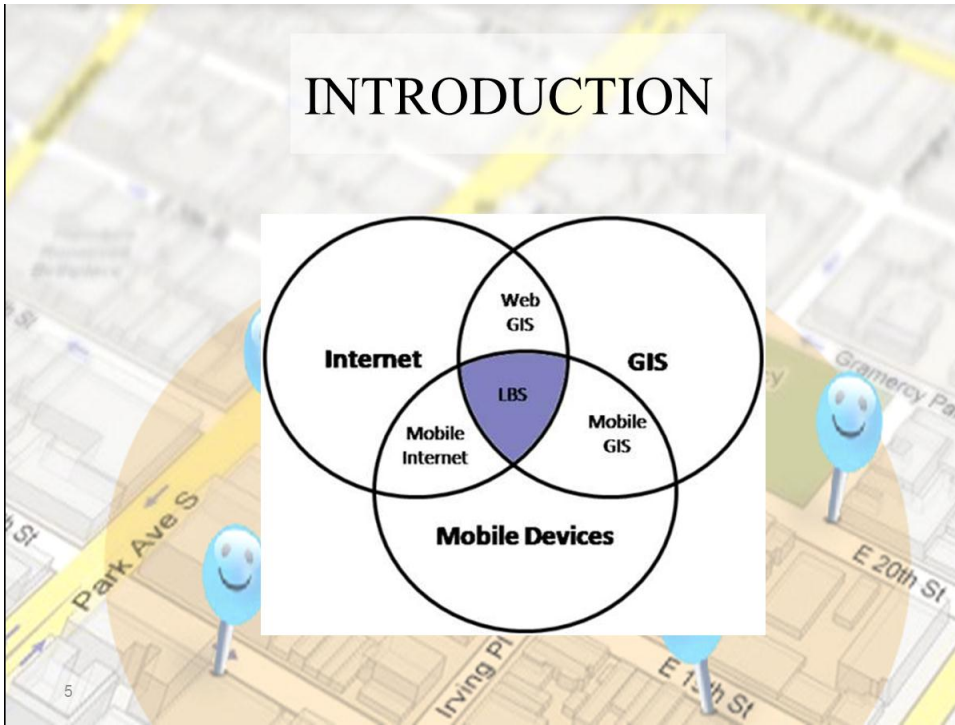 INTRODUCTION
Web
GIS
Internet
GIS
LBS
Mobile
Internet
Mobile
GIS
Mobile Devices
Gramercy Pa
Park Ave S
E 20th St
Irving Pl
E 19th St
5